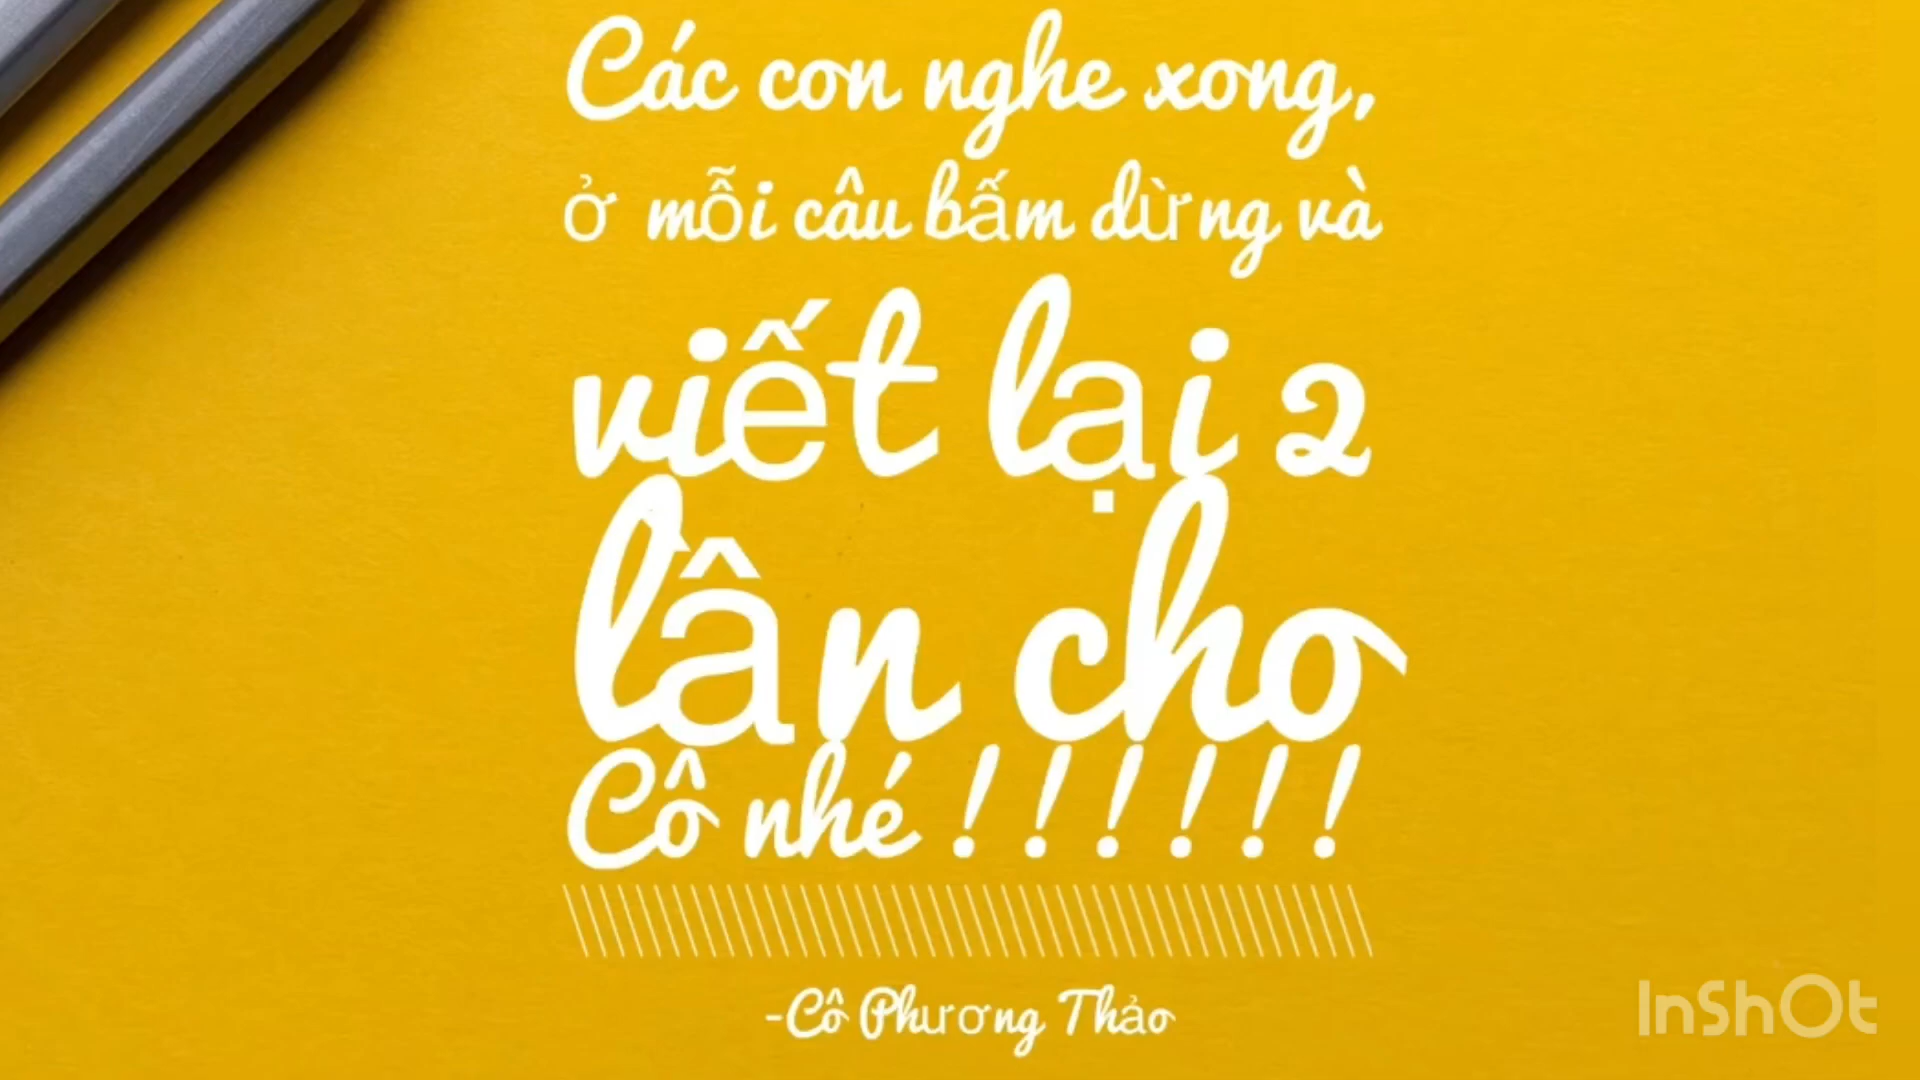 Các con nghe xong,
ở mỗi câu bấm dừng và
viết lại 2
lần cho
Cô nhé !!!!!!
-Cô Phương Thảo
InShOt